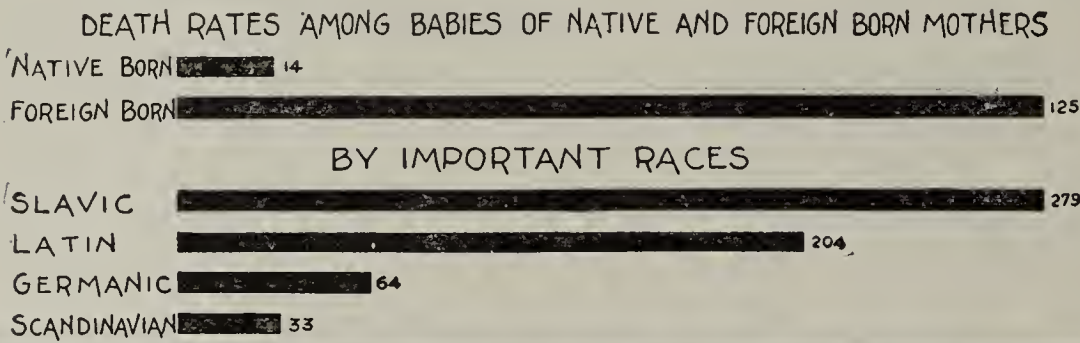 DEATH RATES AMONG BABIES OF NATIVE AND FOREIGN BORN MOTHERS
NATIVE BORN 14
FOREIGN BORN 125
BY IMPORTANT RACES
SLAVIC 279
LATIN 204
GERMANIC 64
SCANDINAVIAN 33